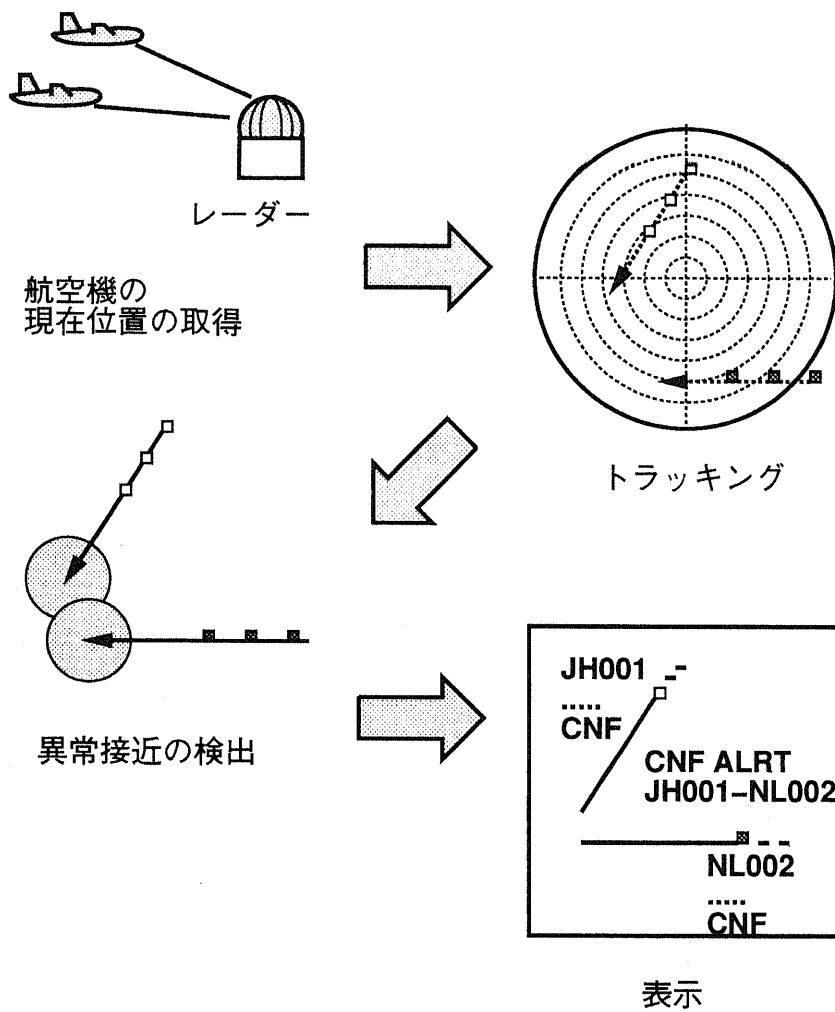 レーダー
航空機の
現在位置の取得
トラッキング
異常接近の検出
JH001
CNF
CNF ALRT
JH001–NL002
NL002
CNF
表示